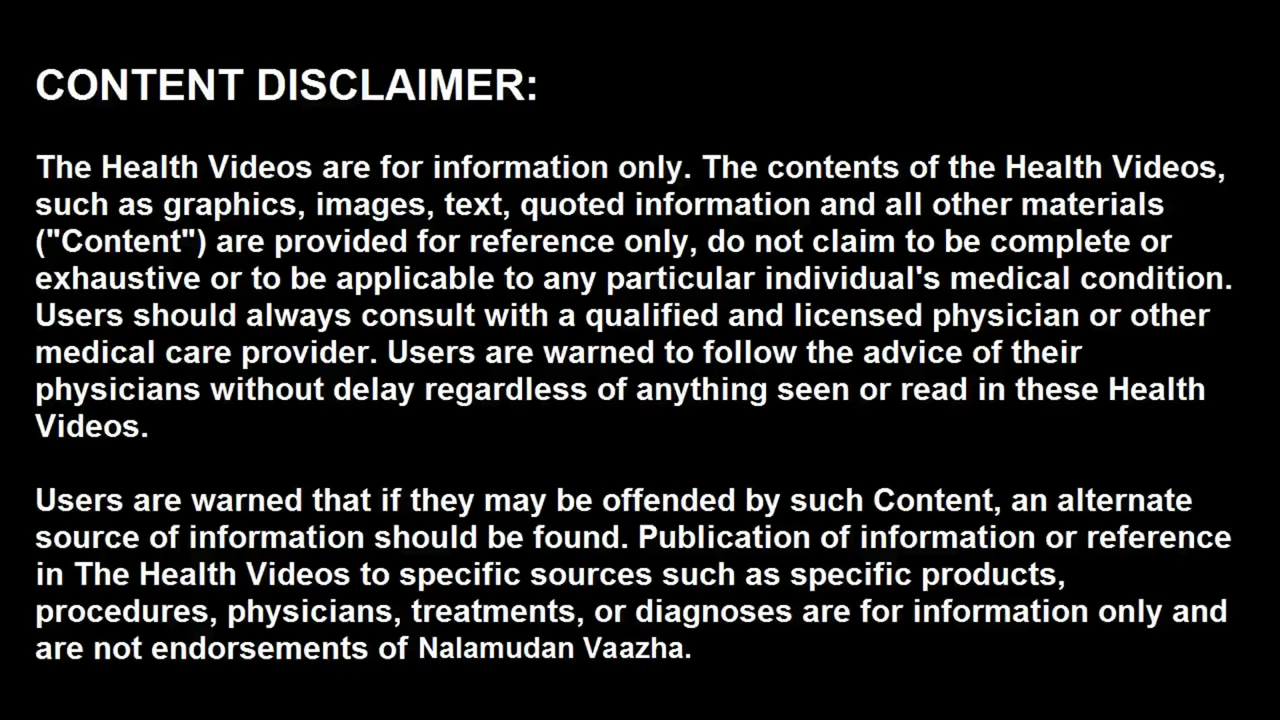 CONTENT DISCLAIMER:
The Health Videos are for information only. The contents of the Health Videos,
such as graphics, images, text, quoted information and all other materials
("Content") are provided for reference only, do not claim to be complete or
exhaustive or to be applicable to any particular individual's medical condition.
Users should always consult with a qualified and licensed physician or other
medical care provider. Users are warned to follow the advice of their
physicians without delay regardless of anything seen or read in these Health
Videos.
Users are warned that if they may be offended by such Content, an alternate
source of information should be found. Publication of information or reference
in The Health Videos to specific sources such as specific products,
procedures, physicians, treatments, or diagnoses are for information only and
are not endorsements of Nalamudan Vaazha.